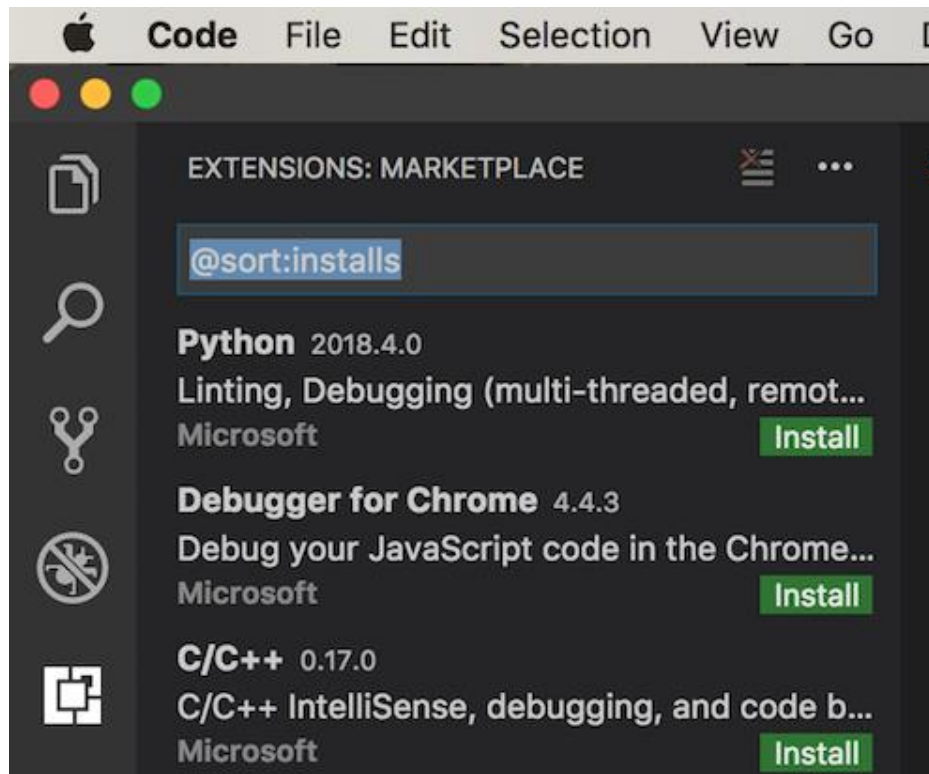 Code File Edit Selection View Go
EXTENSIONS: MARKETPLACE
@sort:installs
Python 2018.4.0
Linting, Debugging (multi-threaded, remot...
Microsoft Install
Debugger for Chrome 4.4.3
Debug your JavaScript code in the Chrome...
Microsoft Install
C/C++ 0.17.0
C/C++ IntelliSense, debugging, and code b...
Microsoft Install